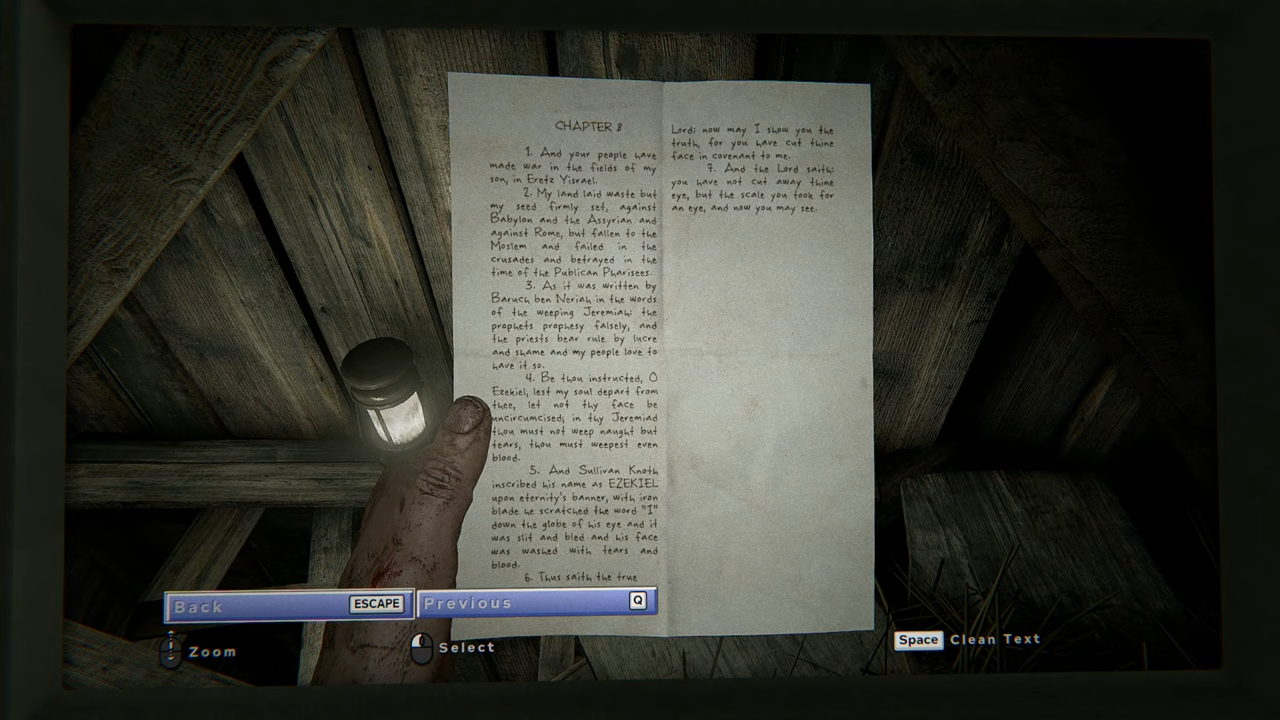 CHAPTER 8
1. And your people have
made war in the fields of my
son, in Eretz Yisrael.
2. My land laid waste but
my seed firmly set, against
Babylon and the Assyrian and
against Rome, but fallen to the
Moslem and failed in the
crusades and betrayed in the
time of the Publican Pharisees.
3. As it was written by
Baruch ben Neriah in the words
of the weeping Jeremiah: the
prophets prophesy falsely, and
the priests bear rule by lucre
and shame and my people love to
have it so.
4. Be thou instructed, O
Ezekiel, lest my soul depart from
thee, let not thy face be
uncircumcised; in thy Jeremiad
thou must not weep naught but
tears, thou must weepest even
blood.
5. And Sullivan Knoth
inscribed his name as EZEKIEL
upon eternity's banner, with iron
blade he scratched the word "I"
down the globe of his eye and it
was slit and bled and his face
was washed with tears and
blood.
6. Thus saith the true
Lord: now may I show you the
truth, for you have cut thine
face in covenant to me.
7. And the Lord saith:
you have not cut away thine
eye, but the scale you took for
an eye, and now you may see.
Back ESCAPE Previous Q
Zoom Select Space Clean Text